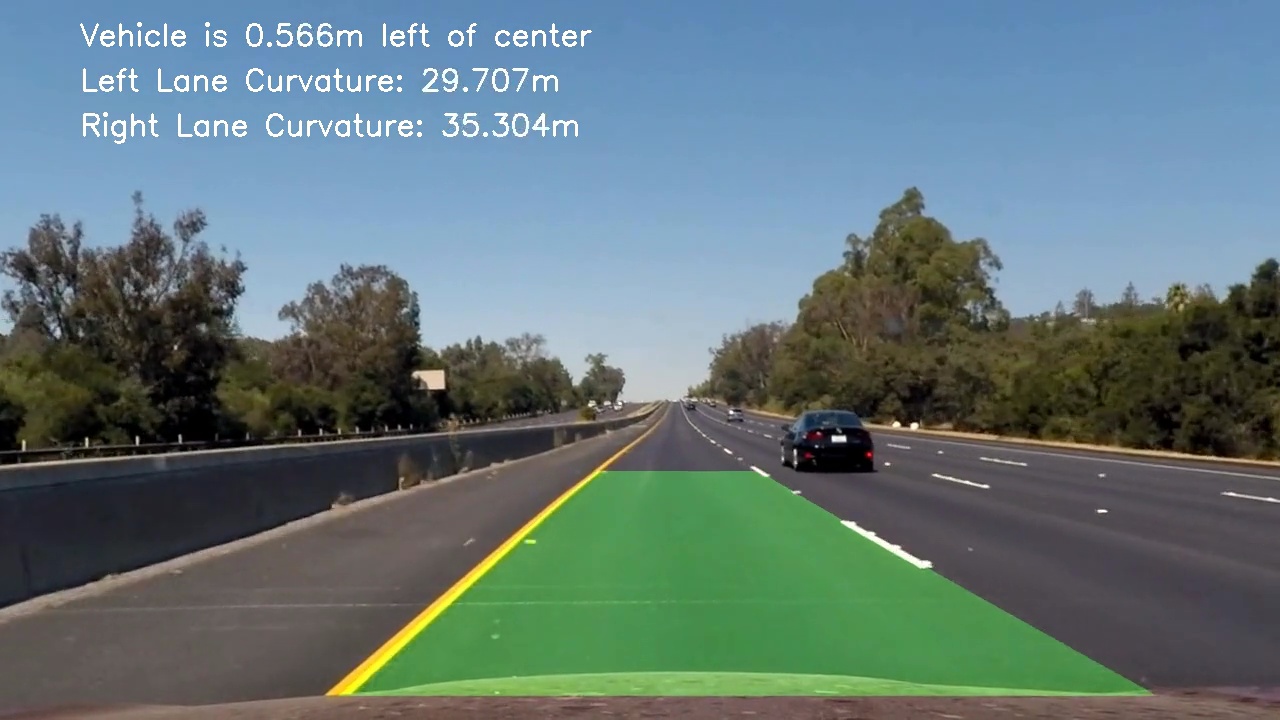 Vehicle is 0.566m left of center
Left Lane Curvature: 29.707m
Right Lane Curvature: 35.304m